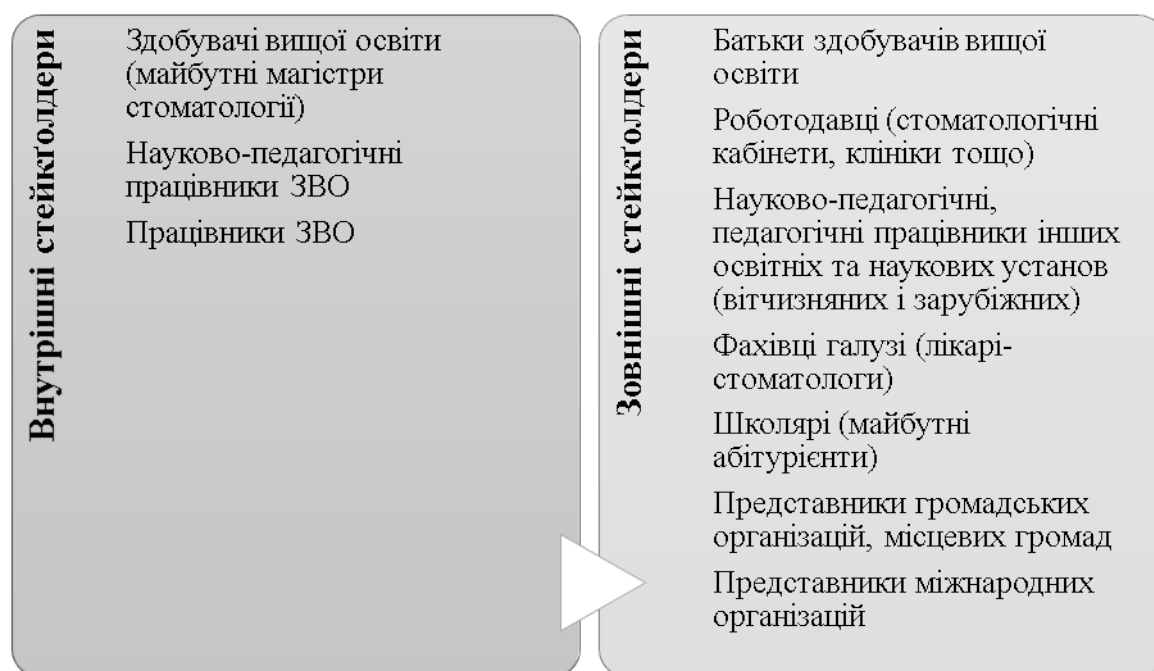 Внутрішні стейкґолдери
Здобувачі вищої освіти
(майбутні магістри
стоматології)
Науково-педагогічні
працівники ЗВО
Працівники ЗВО
Зовнішні стейкґолдери
Батьки здобувачів вищої
освіти
Роботодавці (стоматологічні
кабінети, клініки тощо)
Науково-педагогічні,
педагогічні працівники інших
освітніх та наукових установ
(вітчизняних і зарубіжних)
Фахівці галузі (лікарі-
стоматологи)
Школярі (майбутні
абітурієнти)
Представники громадських
організацій, місцевих громад
Представники міжнародних
організацій